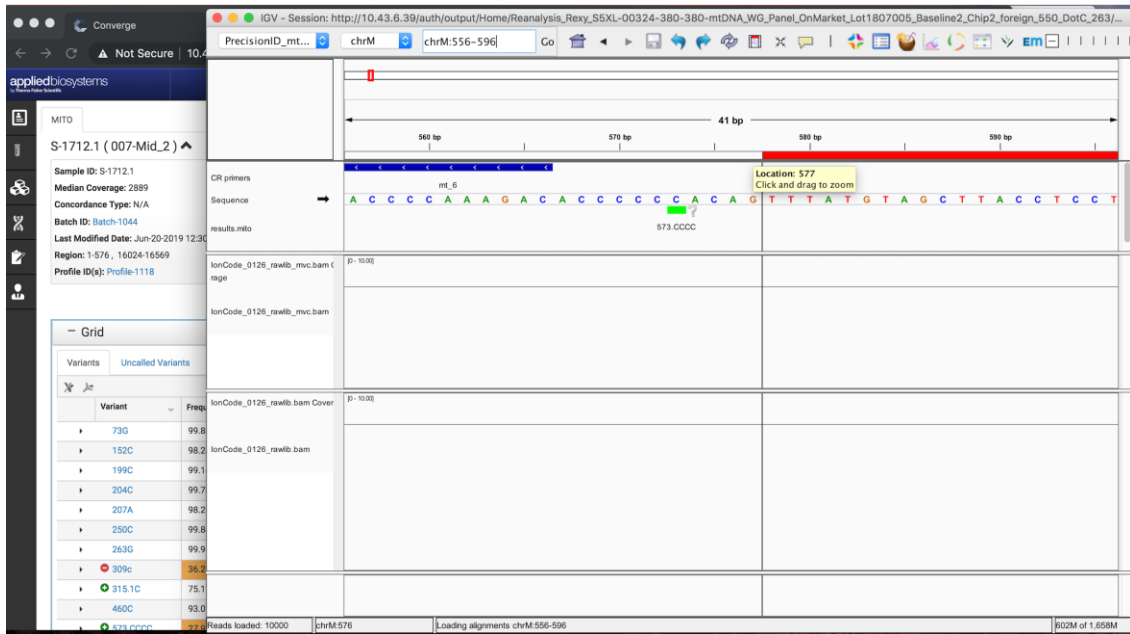 IGV - Session: http://10.43.6.39/auth/output/Home/Reanalysis_Rexy_S5XL-00324-380-380-mtDNA_WG_Panel_OnMarket_Lot1807005_Baseline2_Chip2_foreign_550_DotC_263/...
Converge
PrecisionID_mt...
chrM
chrM:556-596
Go
Em
Not Secure
10.4
appliedbiosystems
MITO
S-1712.1 ( 007-Mid_2 )
Sample ID: S-1712.1
Median Coverage: 2889
Concordance Type: N/A
Batch ID: Batch-1044
Last Modified Date: Jun-20-2019 12:30
Region: 1-576 , 16024-16569
Profile ID(s): Profile-1118
Grid
Variants
Uncalled Variants
Variant
Frequ
73G 99.8
152C 98.2
199C 99.1
204C 99.7
207A 98.2
250C 99.8
263G 99.9
309c 36.2
315.1C 75.1
460C 93.0
573.CCCC 27.9
41 bp
560 bp 570 bp 580 bp 590 bp
CR primers
mt_6
Location: 577
Click and drag to zoom
Sequence
A C C C C A A A G A C A C C C C C C A C A G T T T A T G T A G C T T A C C T C C T
results.mito
573.CCCC
IonCode_0126_rawlib_mvc.bam (
rage
[0 - 10.00]
IonCode_0126_rawlib_mvc.bam
IonCode_0126_rawlib.bam Cover
[0 - 10.00]
IonCode_0126_rawlib.bam
Reads loaded: 10000
chrM:576
Loading alignments chrM:556-596
602M of 1,658M